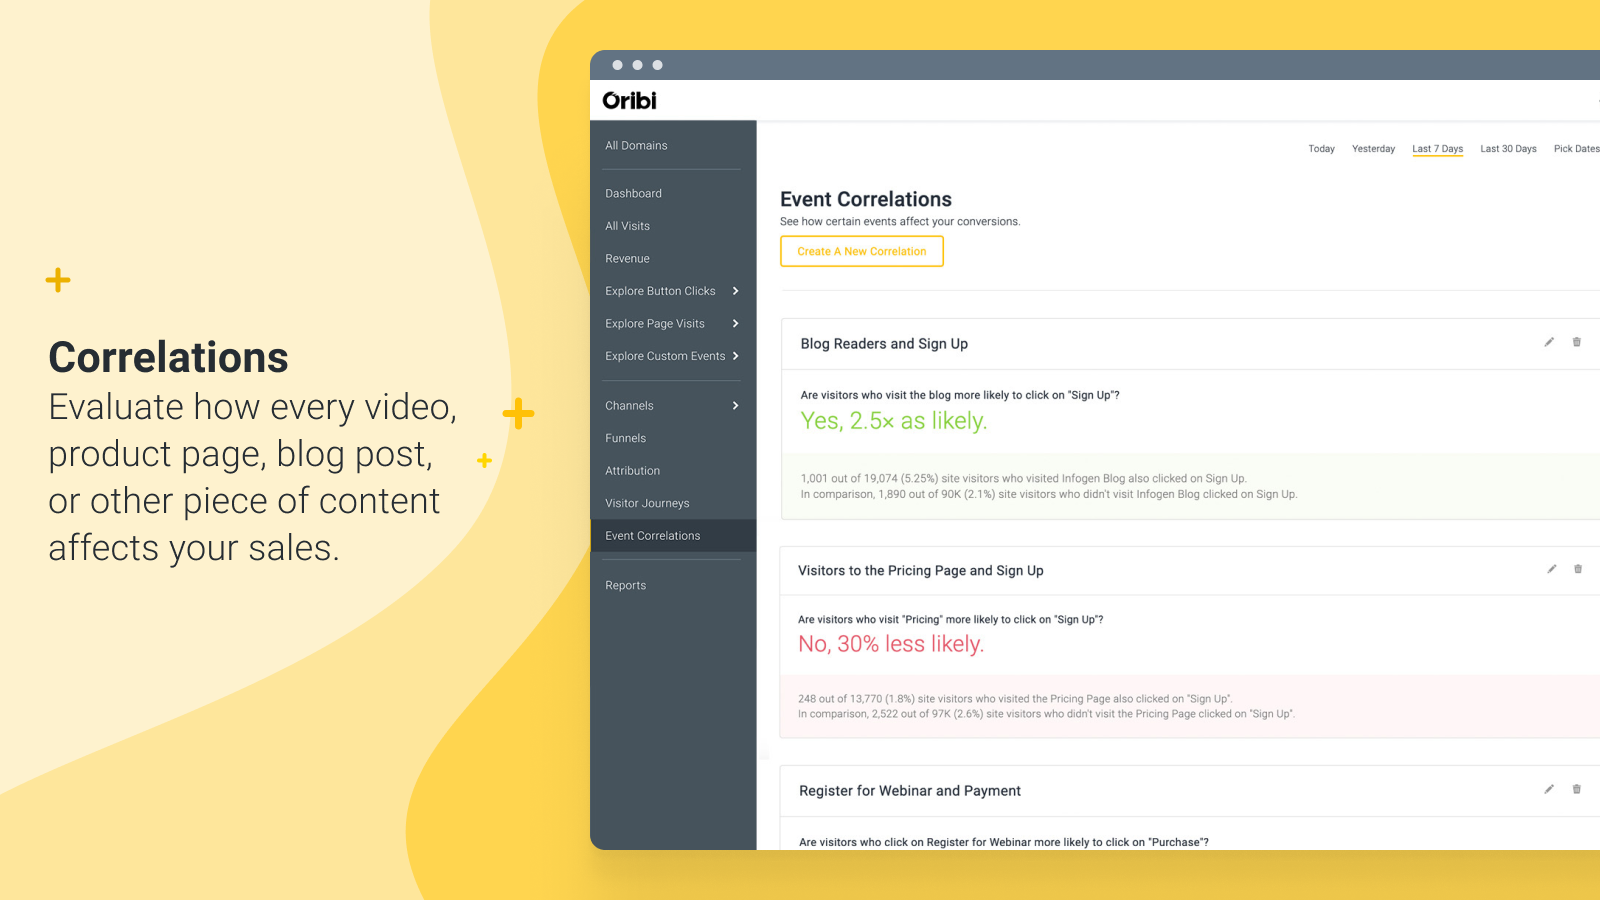 Correlations
Evaluate how every video,
product page, blog post,
or other piece of content
affects your sales.
Oribi
All Domains
Dashboard
All Visits
Revenue
Explore Button Clicks
Explore Page Visits
Explore Custom Events
Channels
Funnels
Attribution
Visitor Journeys
Event Correlations
Reports
Today Yesterday Last 7 Days Last 30 Days Pick Dates
Event Correlations
See how certain events affect your conversions.
Create A New Correlation
Blog Readers and Sign Up
Are visitors who visit the blog more likely to click on "Sign Up"?
Yes, 2.5× as likely.
1,001 out of 19,074 (5.25%) site visitors who visited Infogen Blog also clicked on Sign Up.
In comparison, 1,890 out of 90K (2.1%) site visitors who didn't visit Infogen Blog clicked on Sign Up.
Visitors to the Pricing Page and Sign Up
Are visitors who visit "Pricing" more likely to click on "Sign Up"?
No, 30% less likely.
248 out of 13,770 (1.8%) site visitors who visited the Pricing Page also clicked on "Sign Up".
In comparison, 2,522 out of 97K (2.6%) site visitors who didn't visit the Pricing Page clicked on "Sign Up".
Register for Webinar and Payment
Are visitors who click on Register for Webinar more likely to click on "Purchase"?